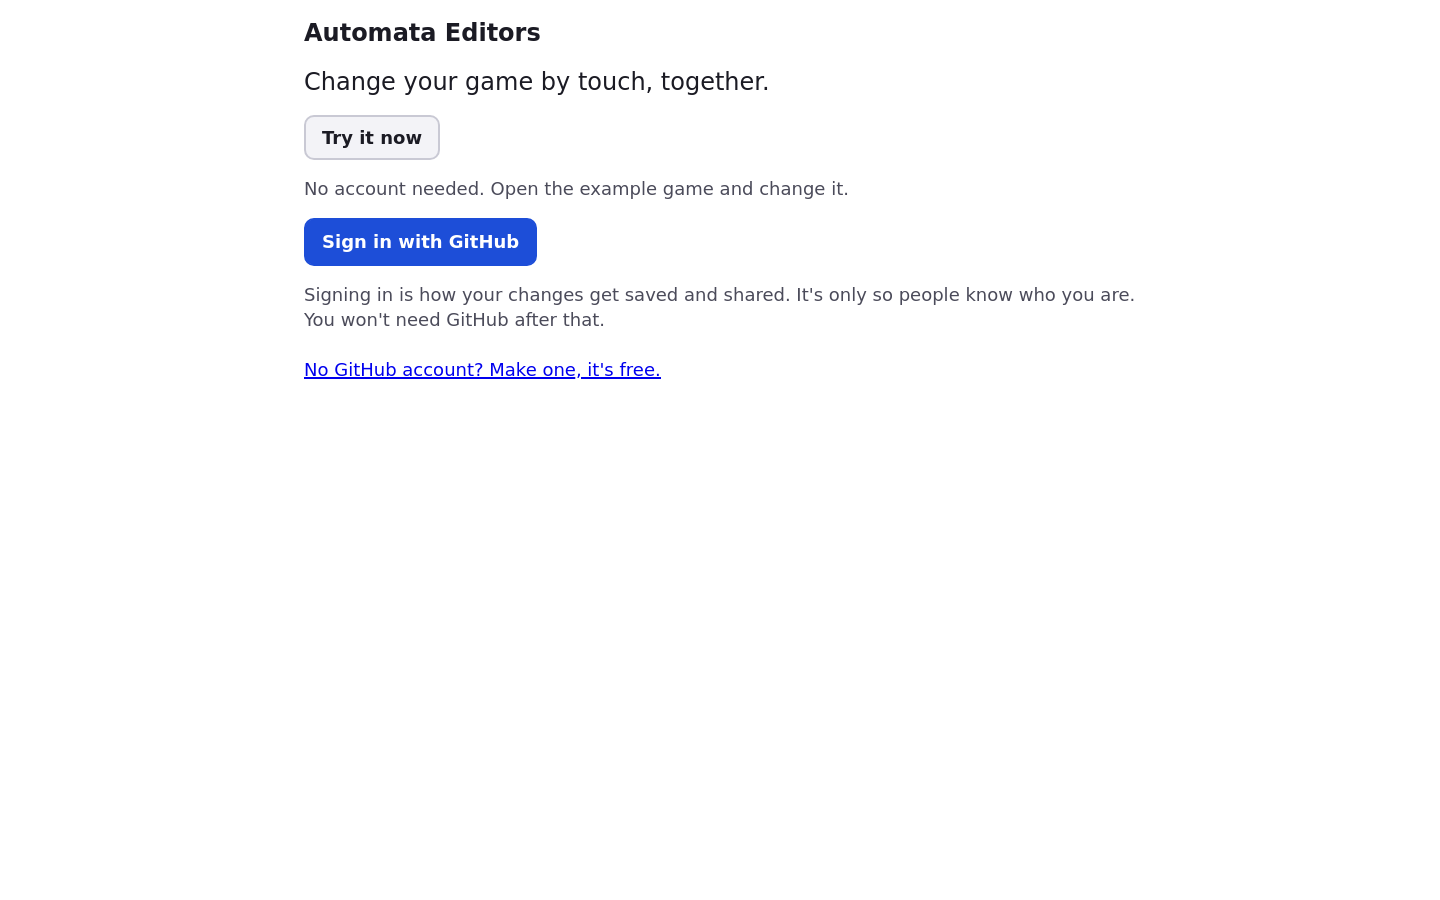 Automata Editors
Change your game by touch, together.
Try it now
No account needed. Open the example game and change it.
Sign in with GitHub
Signing in is how your changes get saved and shared. It's only so people know who you are.
You won't need GitHub after that.
No GitHub account? Make one, it's free.